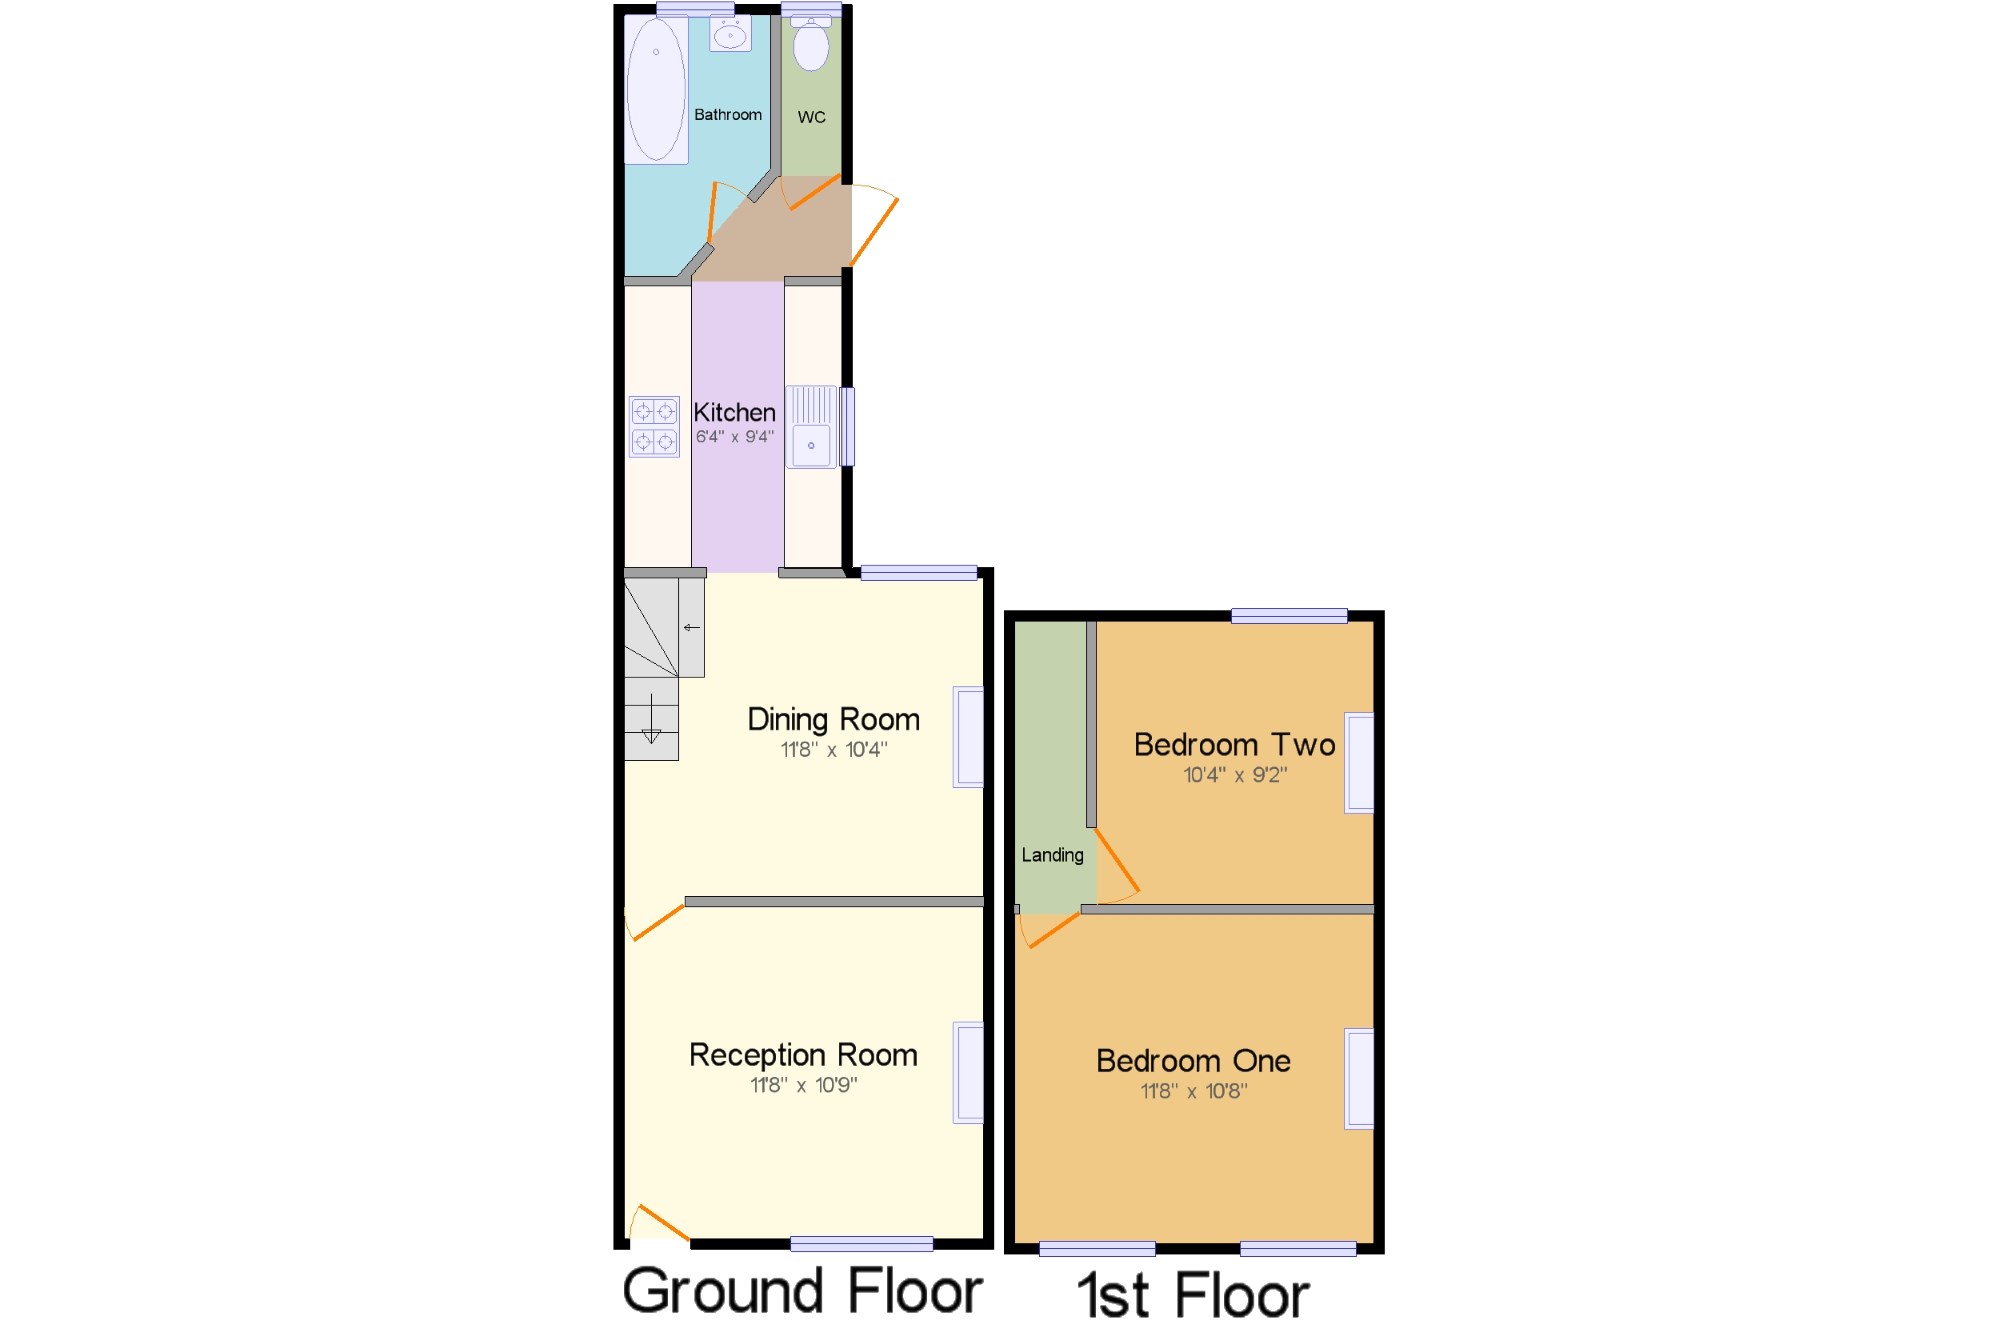 Bathroom
WC
Kitchen
6'4" x 9'4"
Dining Room
11'8" x 10'4"
Reception Room
11'8" x 10'9"
Ground Floor
Bedroom Two
10'4" x 9'2"
Landing
Bedroom One
11'8" x 10'8"
1st Floor